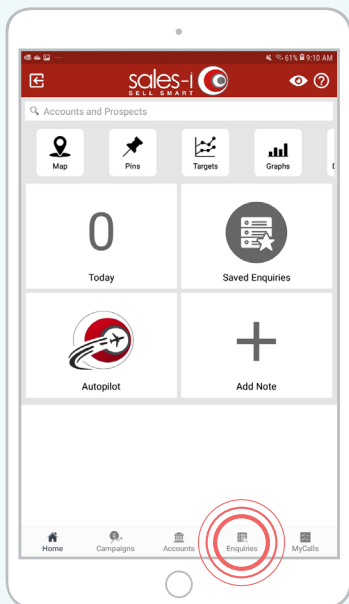 61% 9:10 AM
sales-i
SELL SMART
Accounts and Prospects
Map Pins Targets Graphs
0
Today Saved Enquiries
Autopilot Add Note
Home Campaigns Accounts Enquiries MyCalls